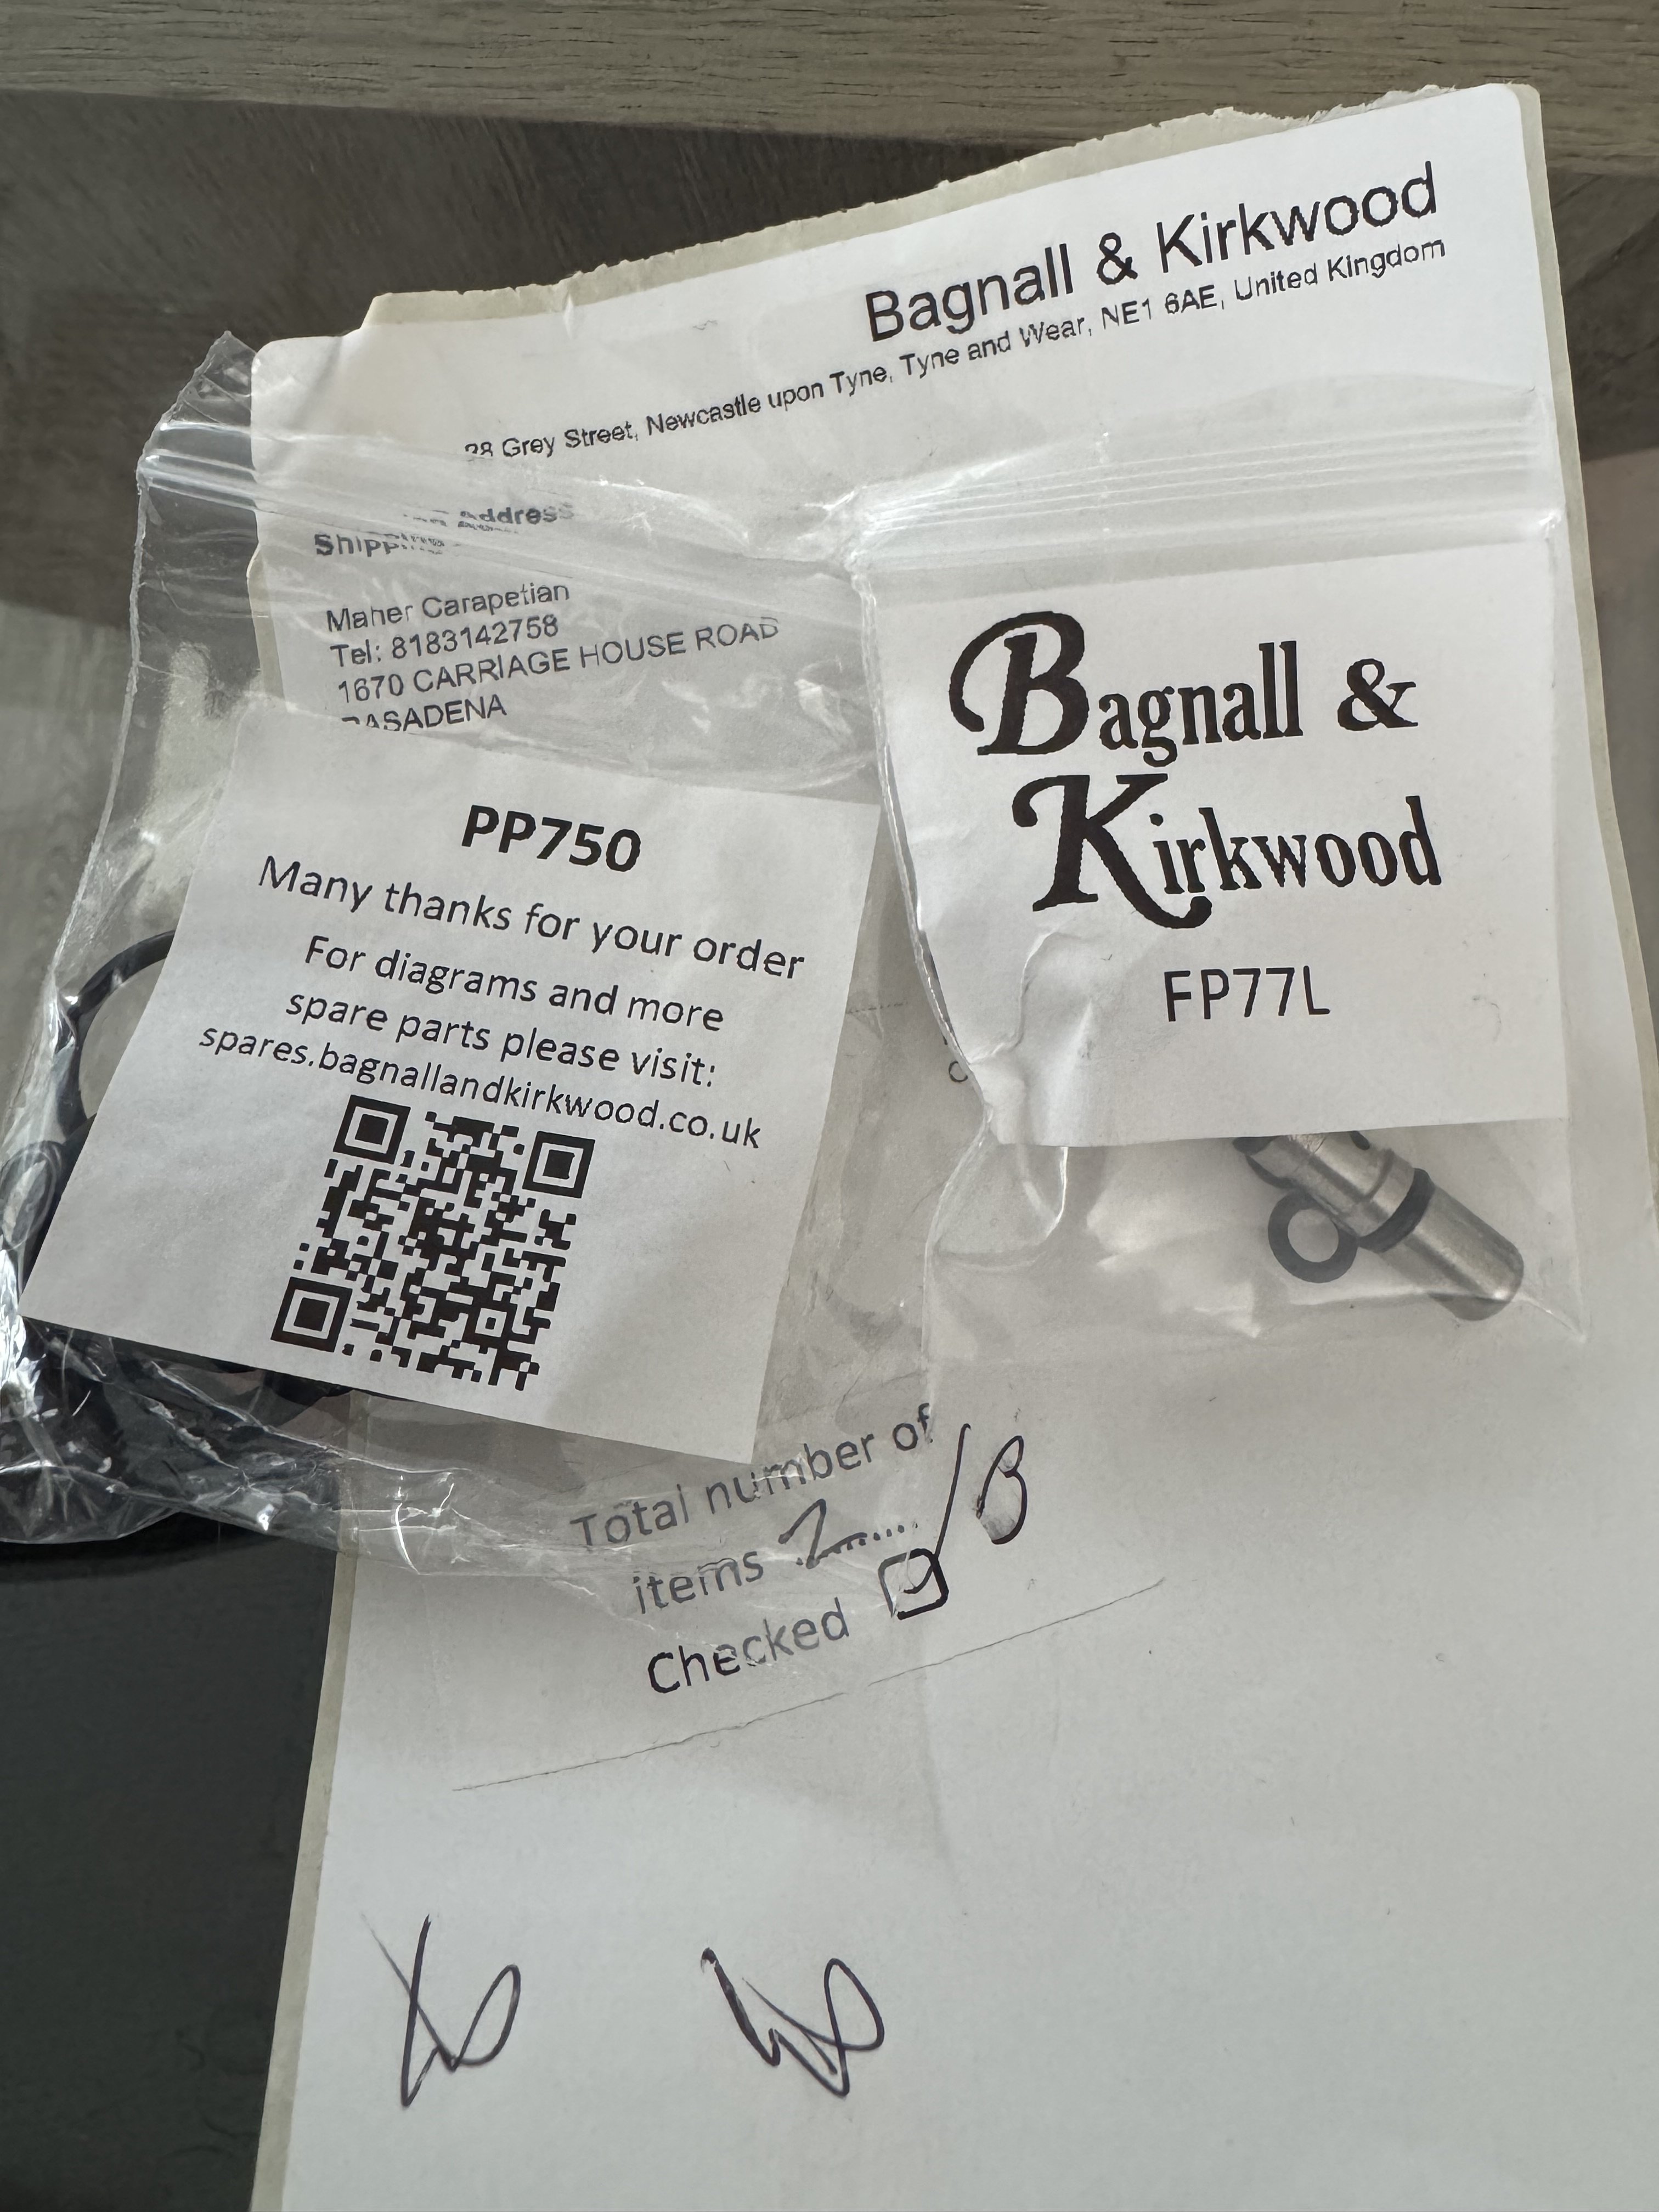 Bagnall & Kirkwood
28 Grey Street, Newcastle upon Tyne, Tyne and Wear, NE1 6AE, United Kingdom
Address
Shipping
Maher Carapetian
Tel: 8183142758
1670 CARRIAGE HOUSE ROAD
PASADENA
PP750
Many thanks for your order
For diagrams and more
spare parts please visit:
spares.bagnallandkirkwood.co.uk
Bagnall &
Kirkwood
FP77L
Total number of
items 2......
Checked